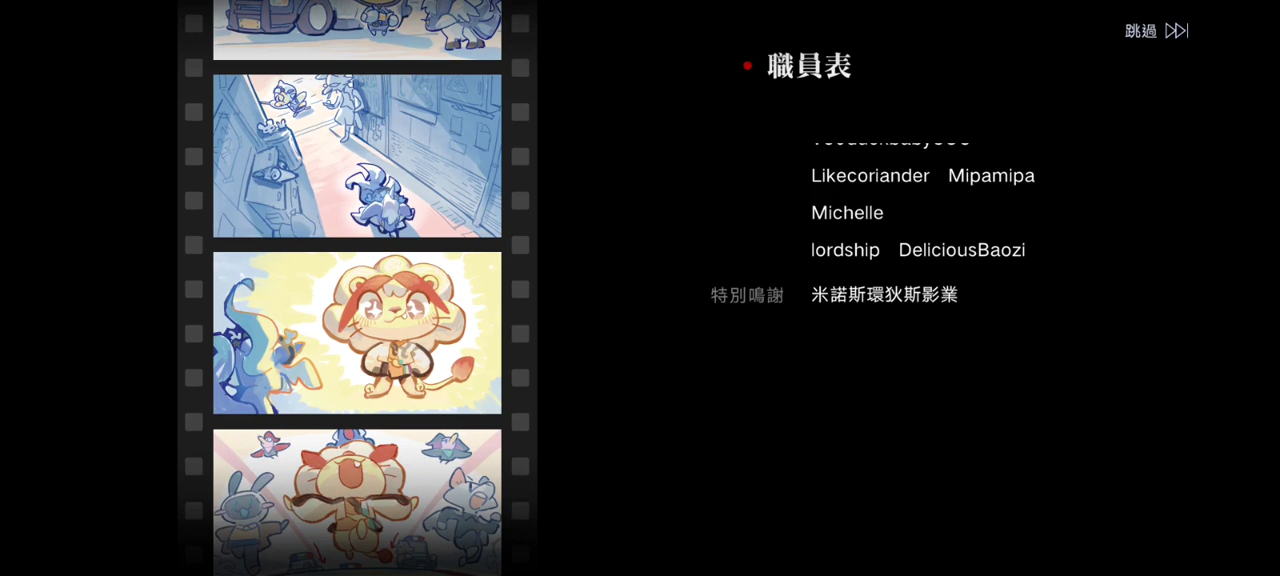 跳過
職員表
Likecoriander Mipamipa
Michelle
lordship DeliciousBaozi
特別鳴謝 米諾斯環狄斯影業